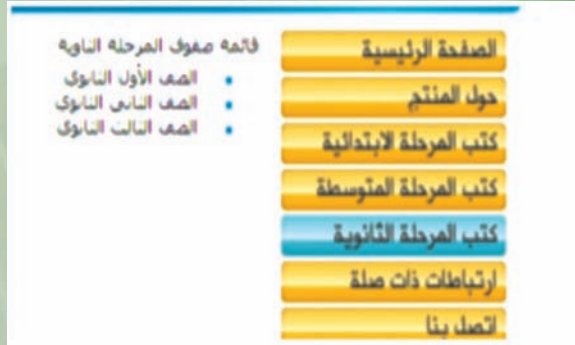 الصفحة الرئيسية
حول المنتج
كتب المرحلة الابتدائية
كتب المرحلة المتوسطة
كتب المرحلة الثانوية
ارتباطات ذات صلة
اتصل بنا
قائمة صفوف المرحلة الثانوية
الصف الأول الثانوي
الصف الثاني الثانوي
الصف الثالث الثانوي